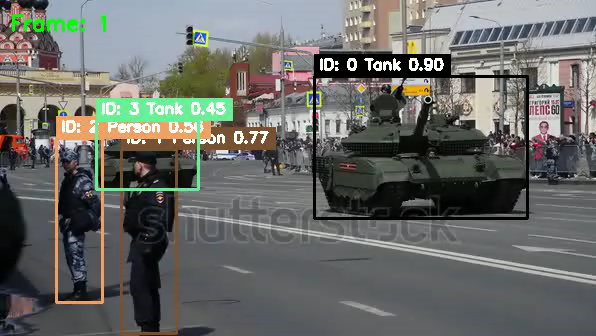 Frame: 1
ID: 0 Tank 0.90
ID: 3 Tank 0.45
ID: 2 Person 0.56
ID: 1 Person 0.77
shutterstock